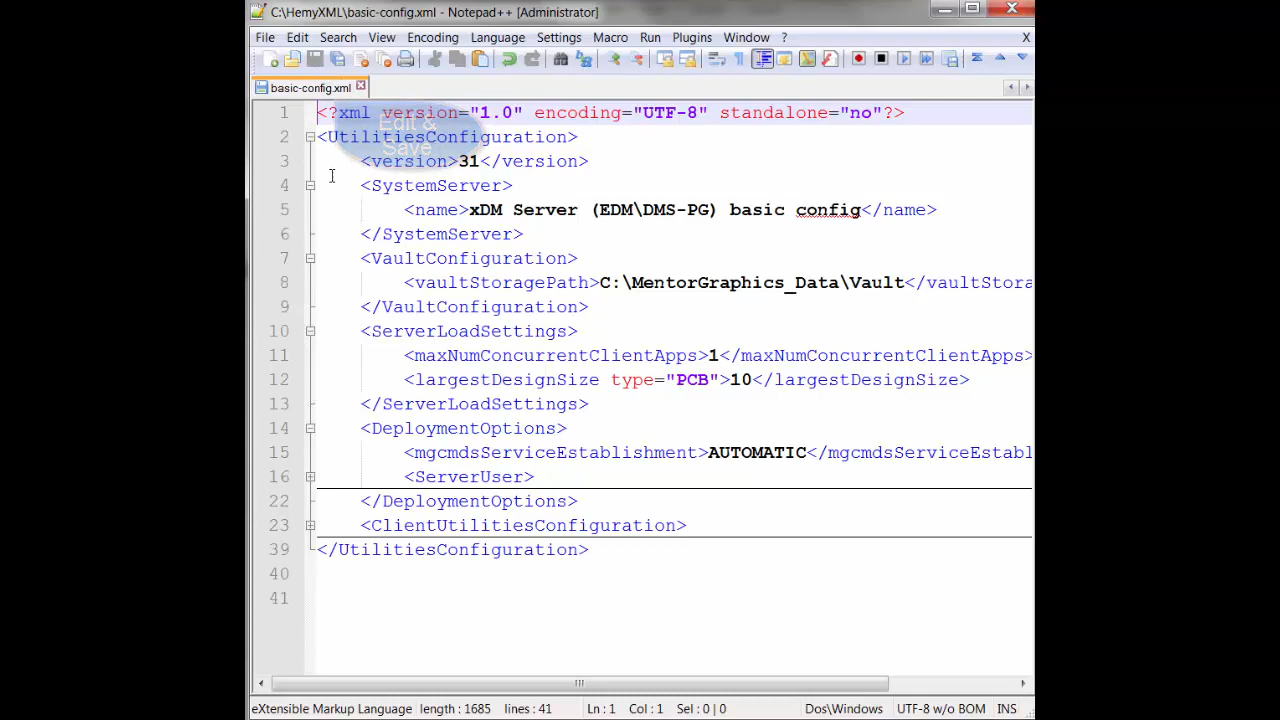 C:\HemyXML\basic-config.xml - Notepad++ [Administrator]
File Edit Search View Encoding Language Settings Macro Run Plugins Window ? X
basic-config.xml
Edit &
Save
1 <?xml version="1.0" encoding="UTF-8" standalone="no"?>
2 <UtilitiesConfiguration>
3 <version>31</version>
4 <SystemServer>
5 <name>xDM Server (EDM\DMS-PG) basic config</name>
6 </SystemServer>
7 <VaultConfiguration>
8 <vaultStoragePath>C:\MentorGraphics_Data\Vault</vaultStora
9 </VaultConfiguration>
10 <ServerLoadSettings>
11 <maxNumConcurrentClientApps>1</maxNumConcurrentClientApps>
12 <largestDesignSize type="PCB">10</largestDesignSize>
13 </ServerLoadSettings>
14 <DeploymentOptions>
15 <mgcmdsServiceEstablishment>AUTOMATIC</mgcmdsServiceEstabl
16 <ServerUser>
22 </DeploymentOptions>
23 <ClientUtilitiesConfiguration>
39 </UtilitiesConfiguration>
40
41
eXtensible Markup Language length : 1685 lines : 41 Ln : 1 Col : 1 Sel : 0 | 0 Dos\Windows UTF-8 w/o BOM INS